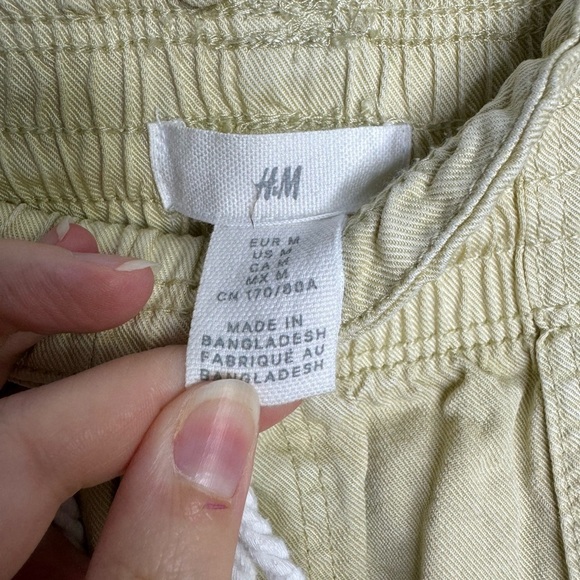 H&M
EUR M
US M
CA M
MX M
CN 170/80A
MADE IN
BANGLADESH
FABRIQUÉ AU
BANGLADESH